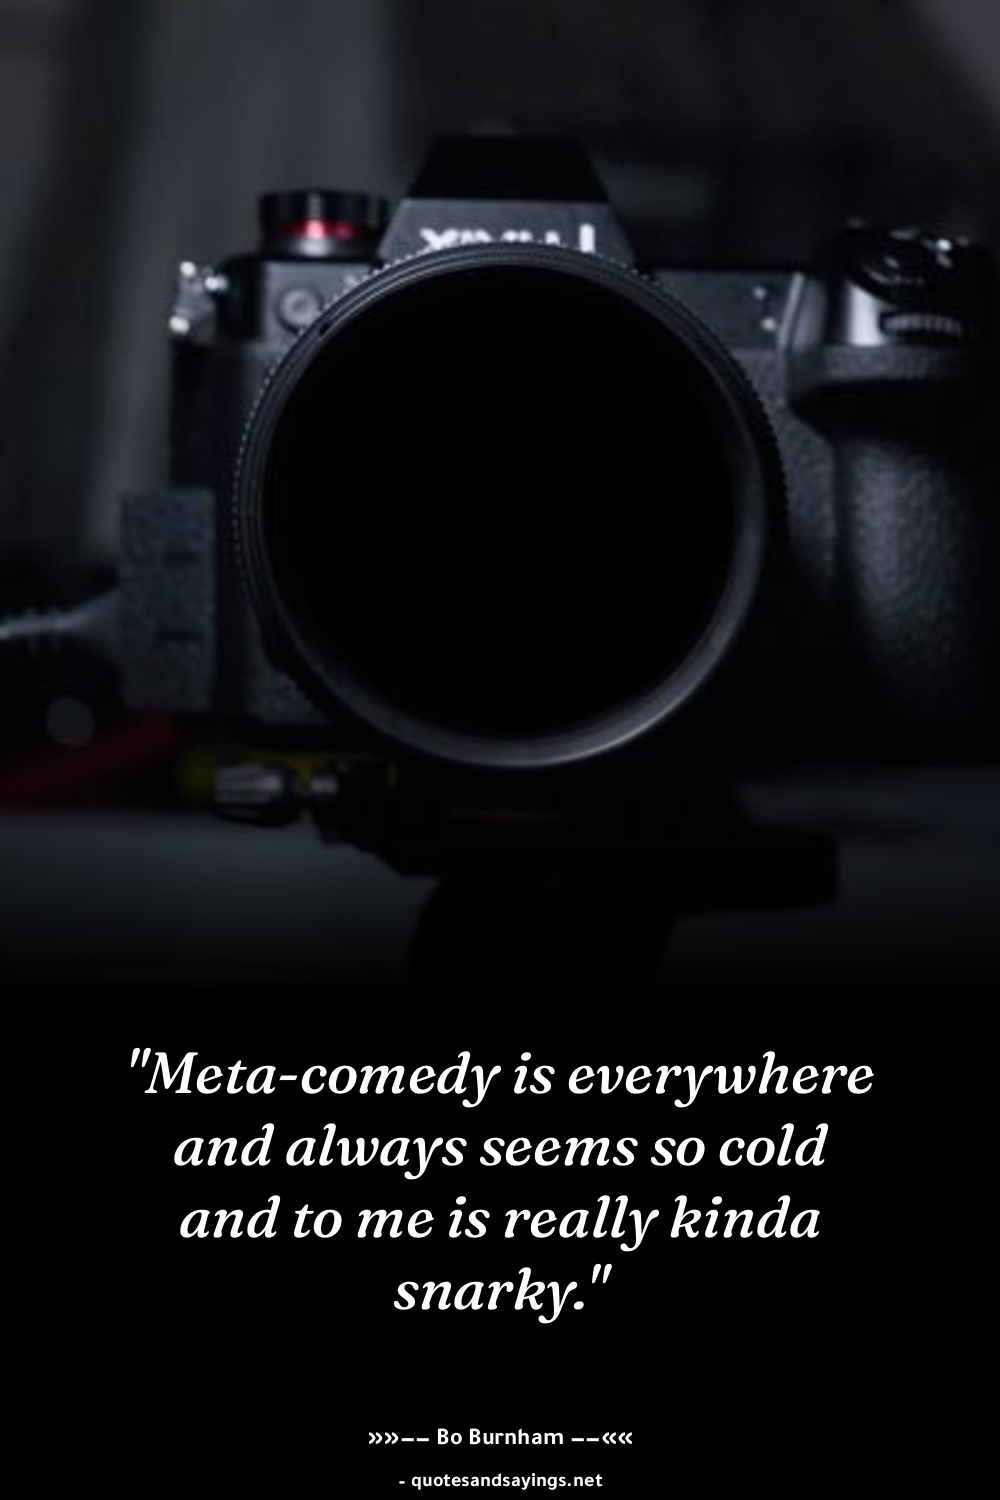 "Meta-comedy is everywhere
and always seems so cold
and to me is really kinda
snarky."
»»—— Bo Burnham ——««
- quotesandsayings.net